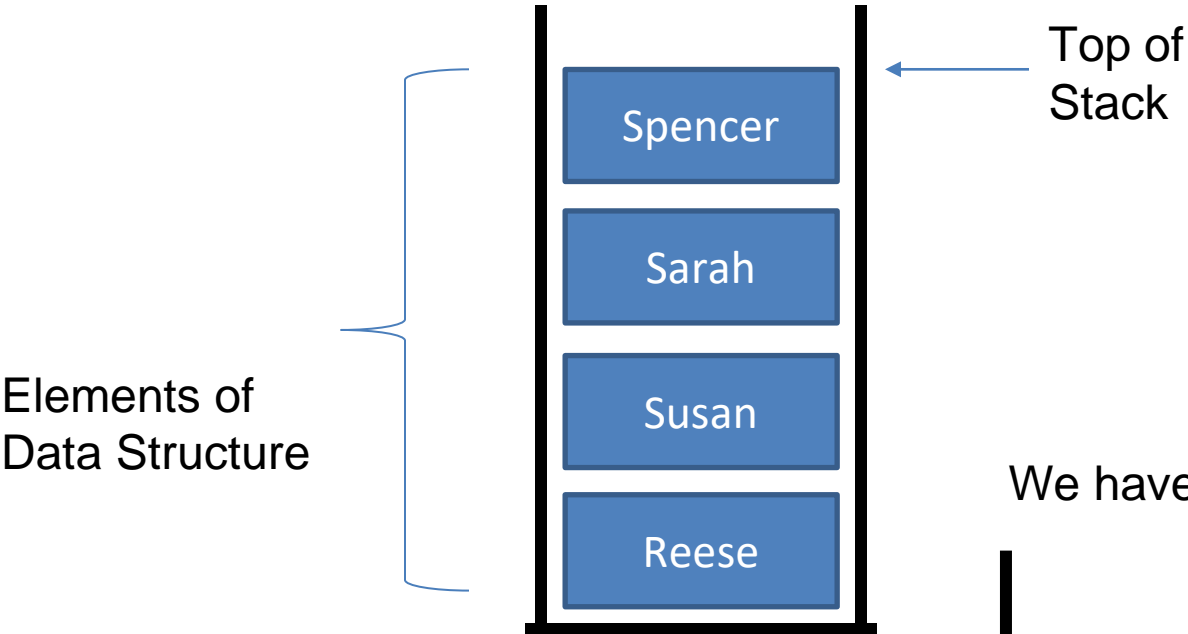 Top of
Stack
Spencer
Sarah
Elements of
Data Structure
Susan
We have
Reese